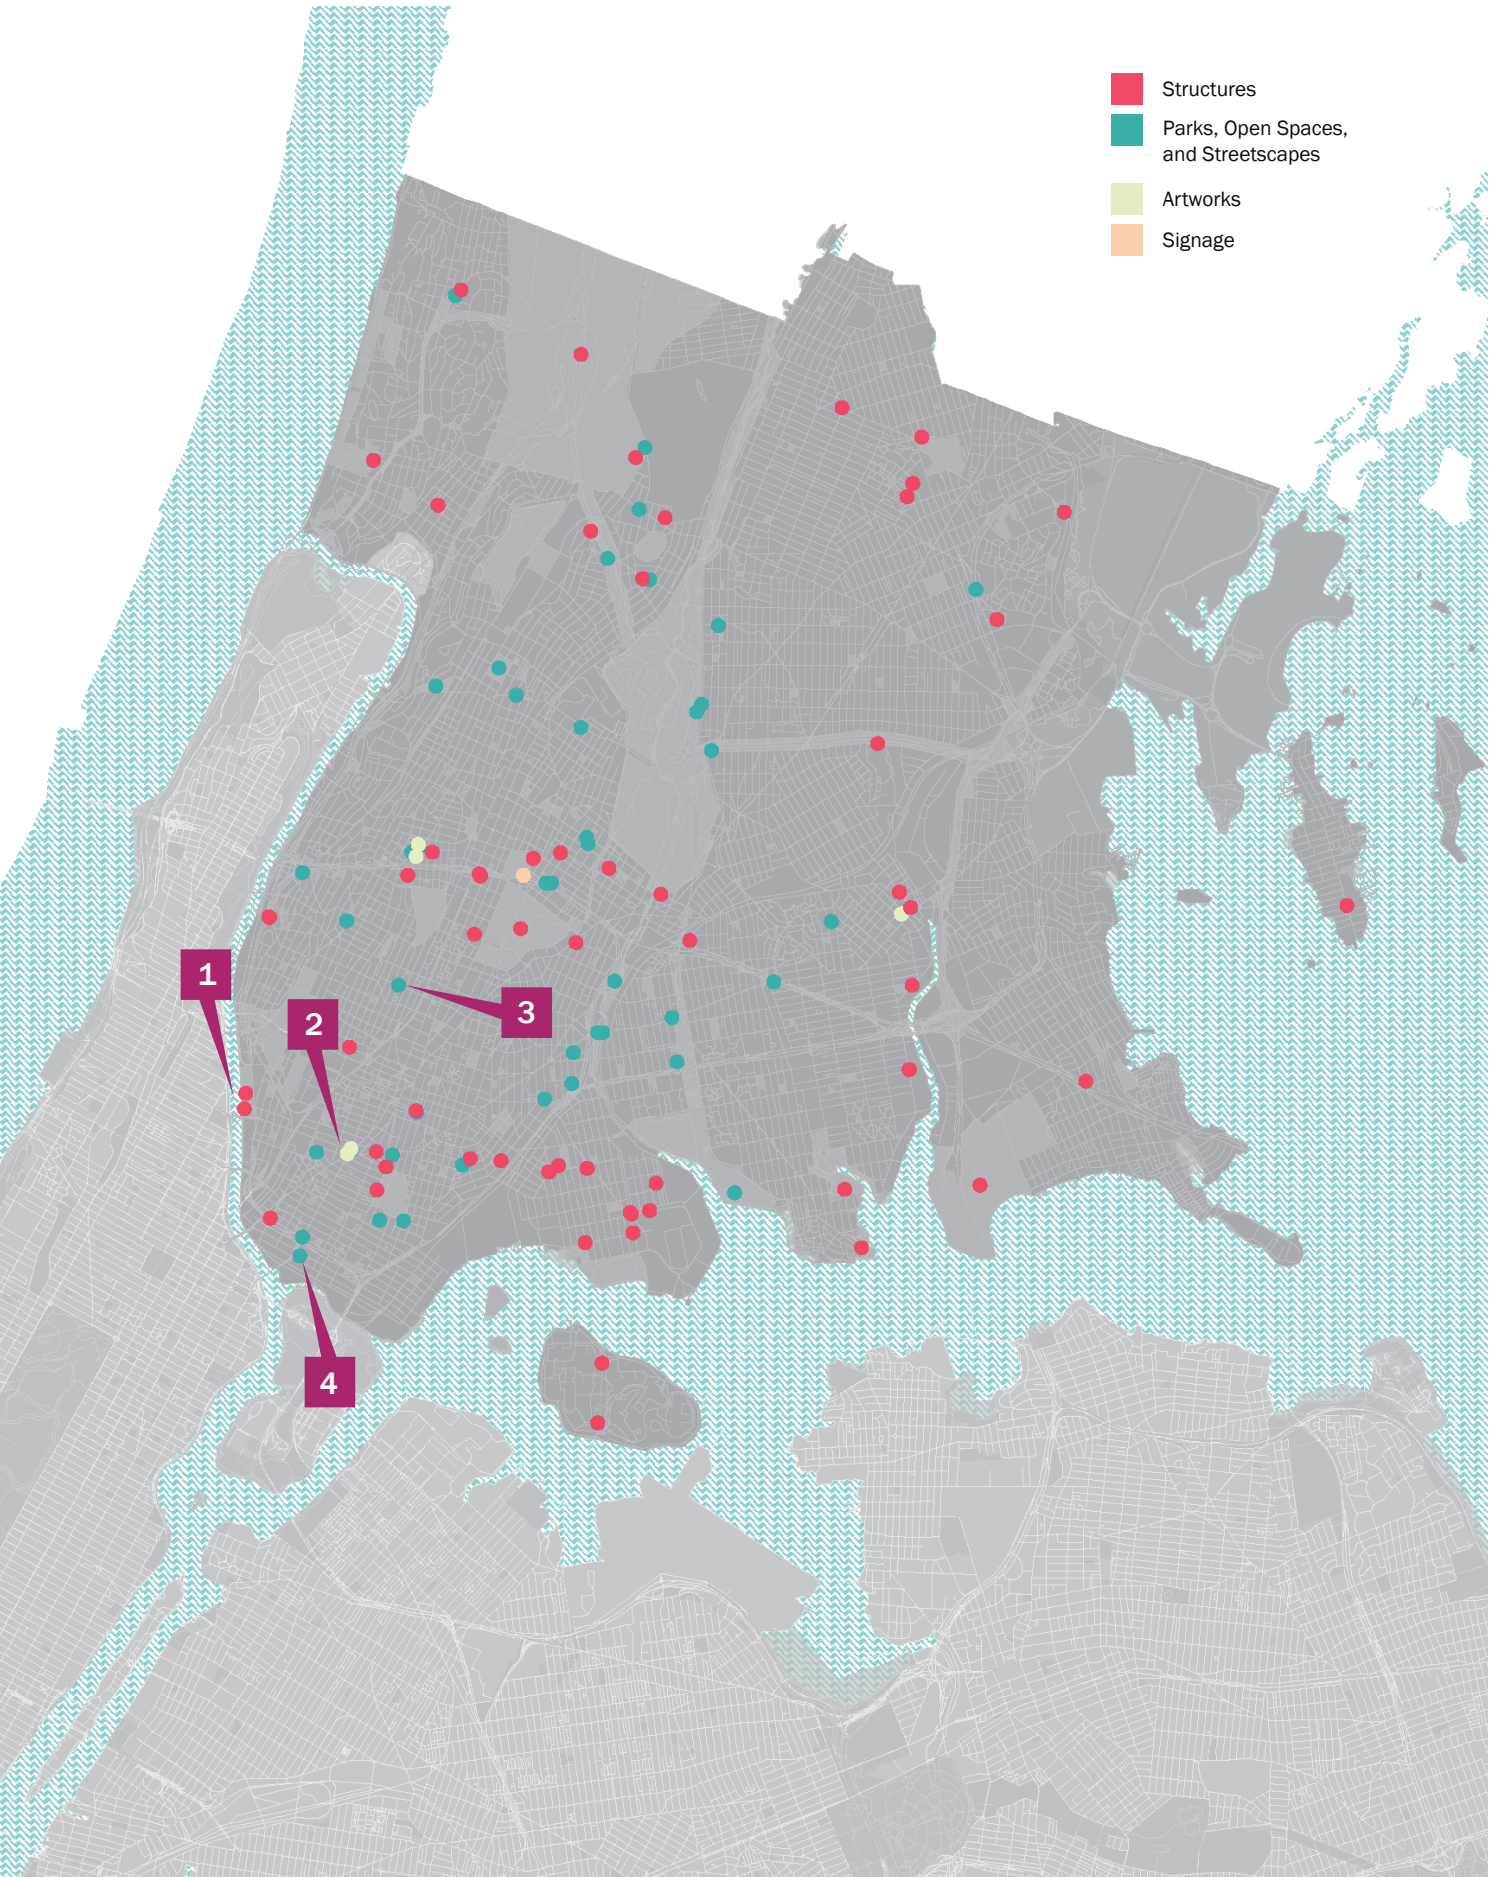 Structures
Parks, Open Spaces,
and Streetscapes
Artworks
Signage
1
2
3
4